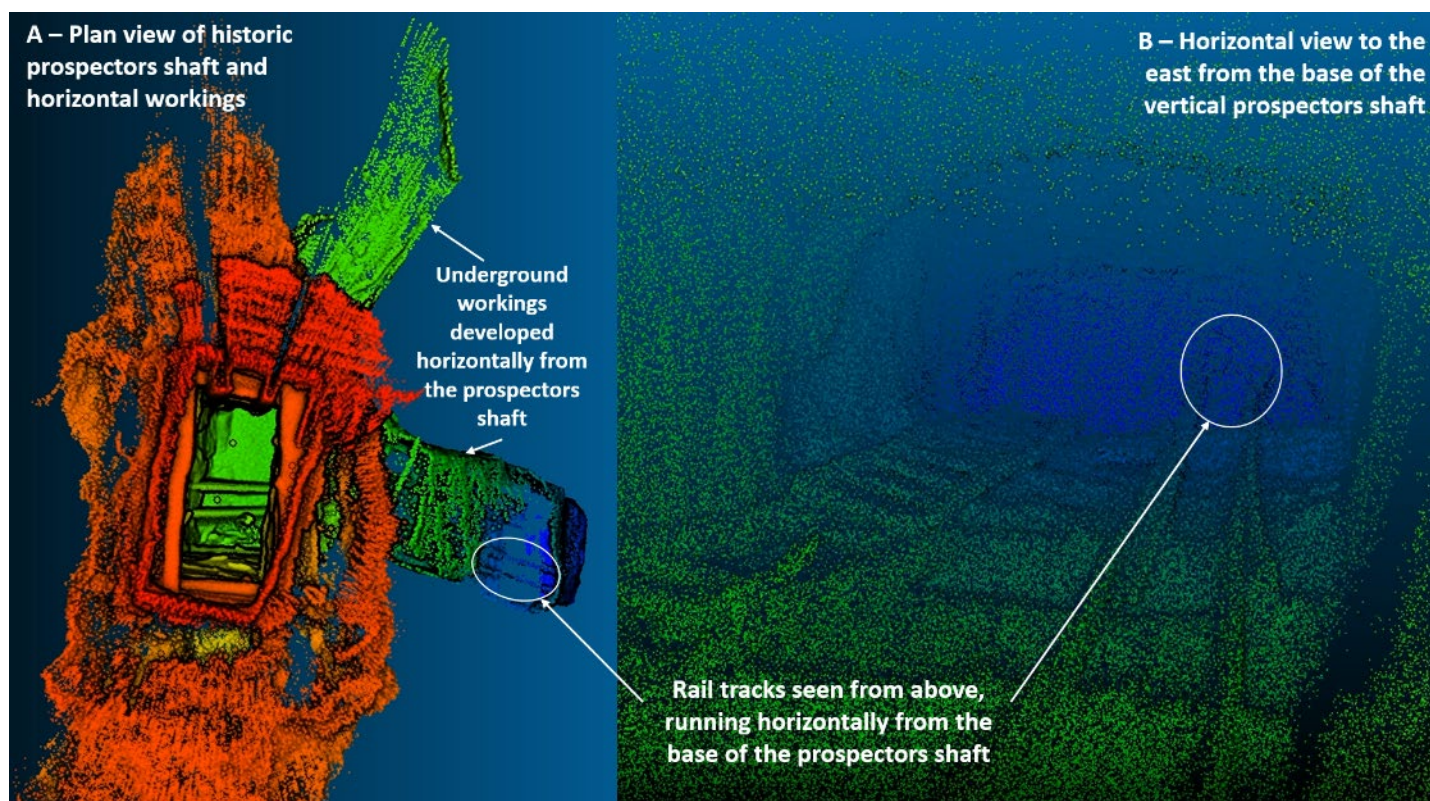 A – Plan view of historic
prospectors shaft and
horizontal workings
B – Horizontal view to the
east from the base of the
vertical prospectors shaft
Underground
workings
developed
horizontally from
the prospectors
shaft
Rail tracks seen from above,
running horizontally from the
base of the prospectors shaft